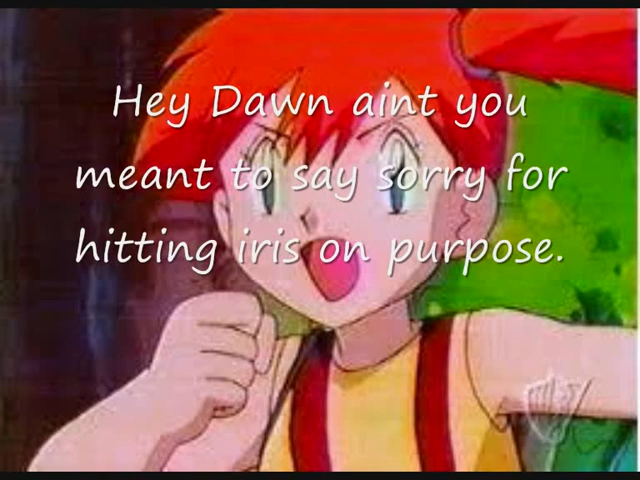 Hey Dawn aint you
meant to say sorry for
hitting iris on purpose.